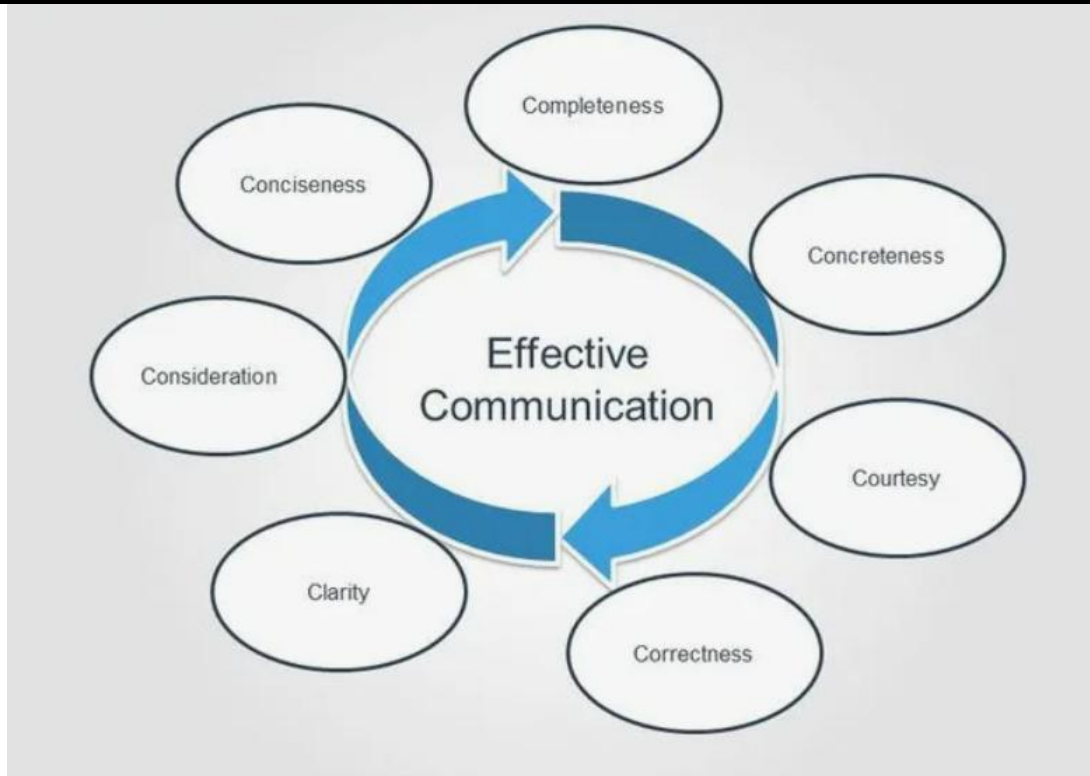 Completeness
Conciseness
Concreteness
Effective
Communication
Consideration
Courtesy
Clarity
Correctness